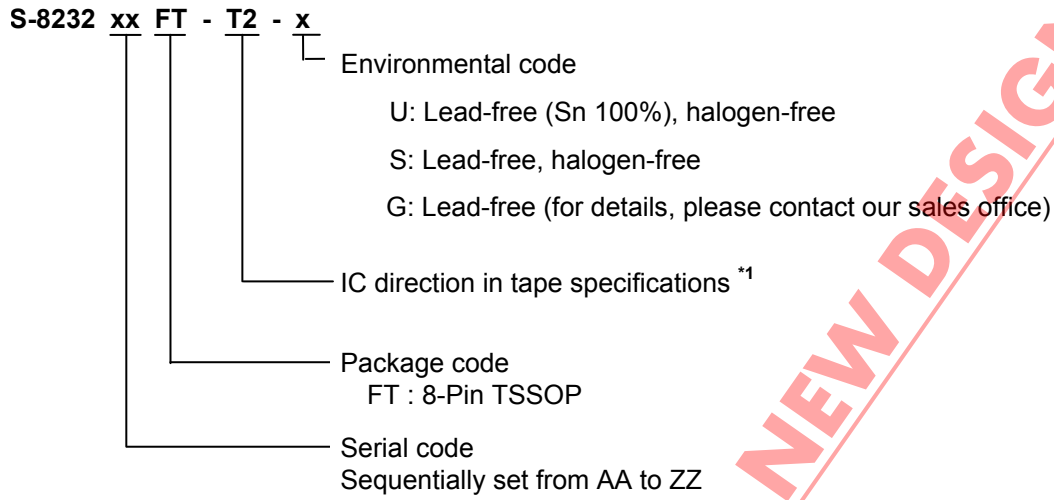 S-8232 xx FT - T2 - x
Environmental code
U: Lead-free (Sn 100%), halogen-free
S: Lead-free, halogen-free
G: Lead-free (for details, please contact our sales office)
IC direction in tape specifications *1
Package code
FT : 8-Pin TSSOP
Serial code
Sequentially set from AA to ZZ
NEW DESIGN